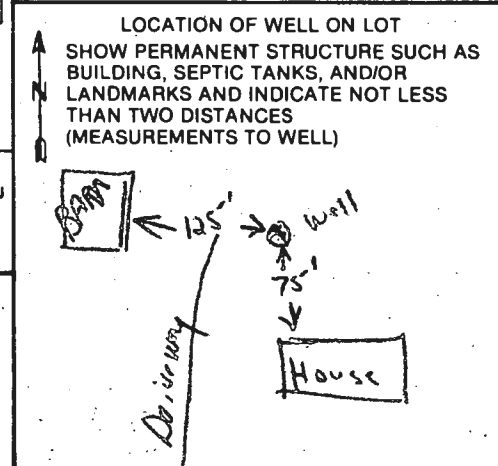 LOCATION OF WELL ON LOT
SHOW PERMANENT STRUCTURE SUCH AS
BUILDING, SEPTIC TANKS, AND/OR
LANDMARKS AND INDICATE NOT LESS
THAN TWO DISTANCES
(MEASUREMENTS TO WELL)
N
BARN
125'
Well
75'
House
Driveway